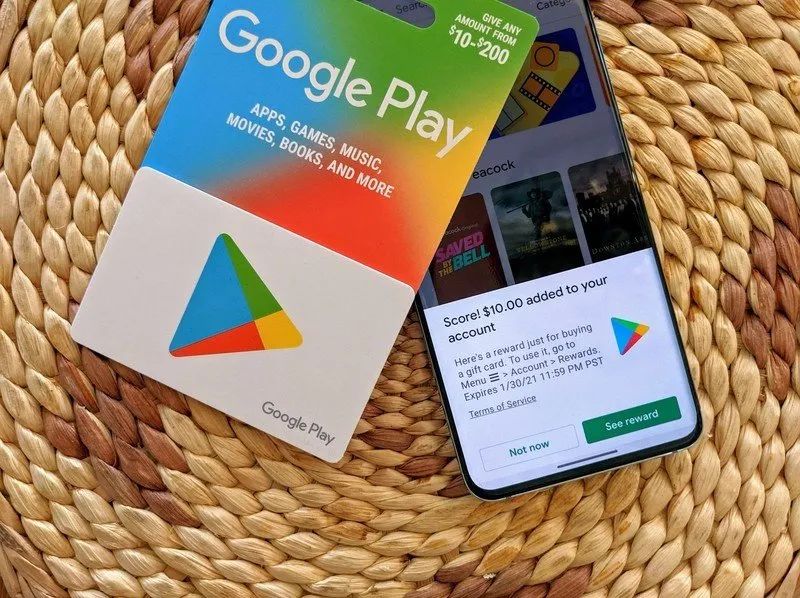 Google Play
GIVE ANY
AMOUNT FROM
$10-$200
APPS, GAMES, MUSIC,
MOVIES, BOOKS, AND MORE
Google Play
Categ
eacock
SAVED
BY THE
BELL
YELLOWSTONE
DOWNTON AB
Score! $10.00 added to your
account
Here's a reward just for buying
a gift card. To use it, go to
Menu ☰ > Account > Rewards.
Expires 1/30/21 11:59 PM PST
Terms of Service
Not now
See reward